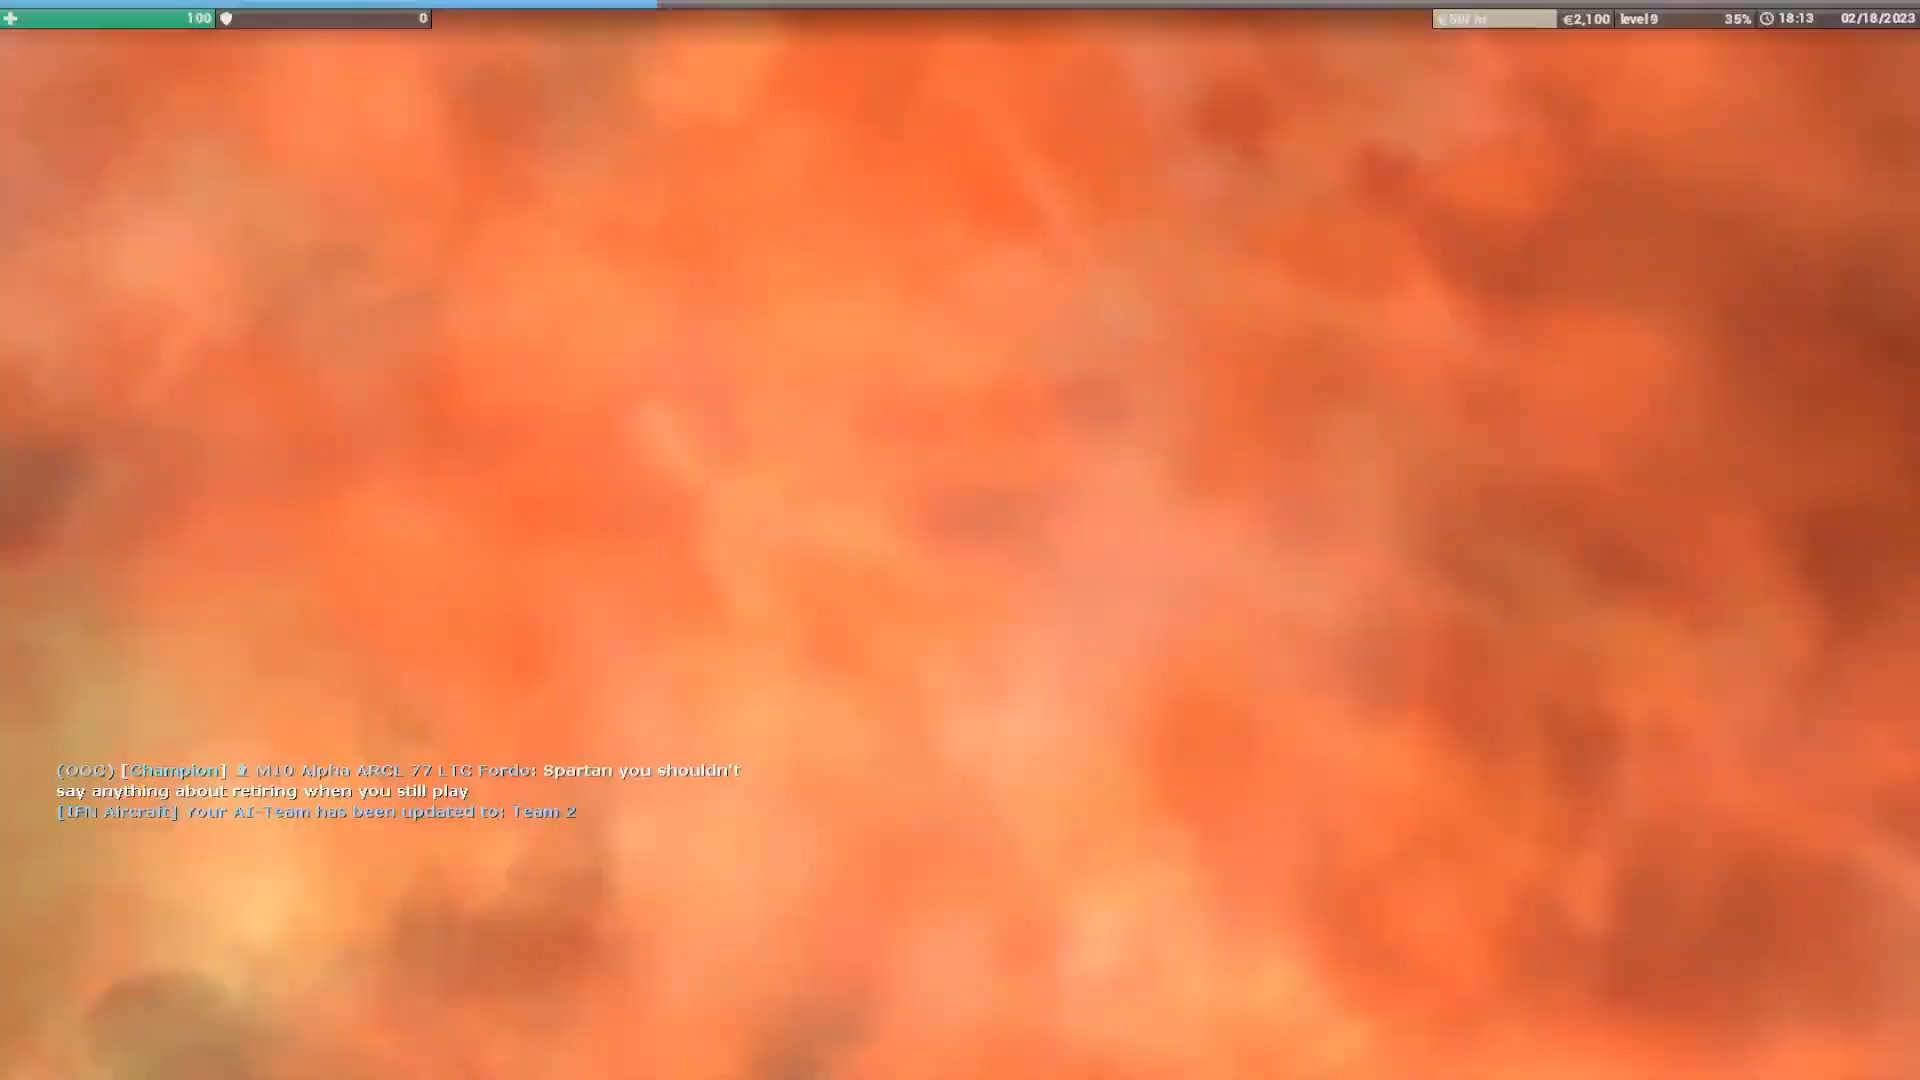 100 0 €2,100 level 9 35% 18:13 02/18/2023
(OOC) [Champion] M10 Alpha ARCL 77 LTC Fordo: Spartan you shouldn't
say anything about retiring when you still play
[LFN Aircraft] Your AI-Team has been updated to: Team 2